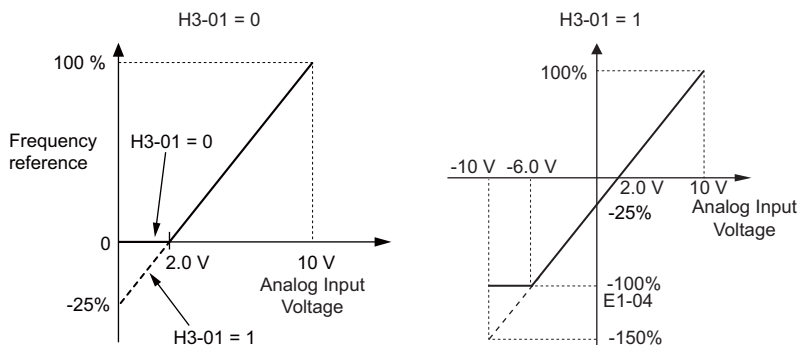 H3-01 = 0
100 %
Frequency
reference
H3-01 = 0
0
2.0 V
10 V
Analog Input
Voltage
-25%
H3-01 = 1
H3-01 = 1
100%
-10 V
-6.0 V
2.0 V
10 V
Analog Input
Voltage
-25%
-100%
E1-04
-150%